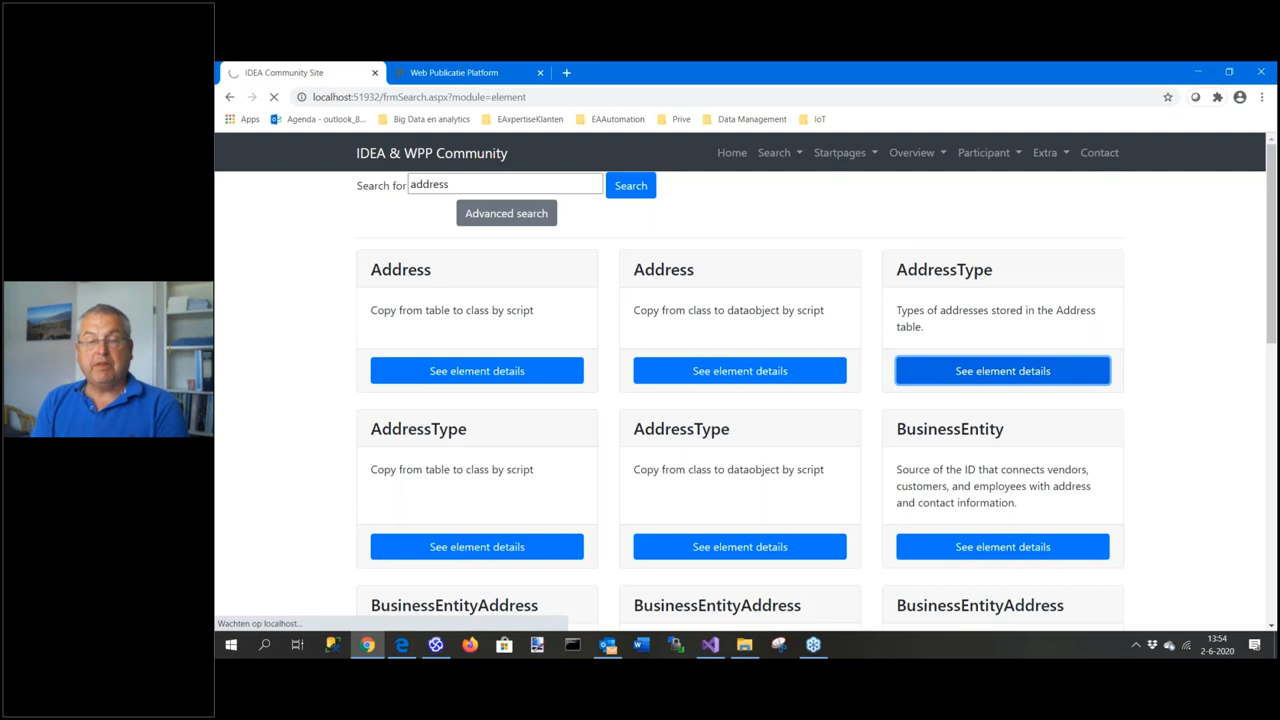 IDEA Community Site
Web Publicatie Platform
localhost:51932/frmSearch.aspx?module=element
Apps
Agenda - outlook_8...
Big Data en analytics
EAxpertiseKlanten
EAAutomation
Prive
Data Management
IoT
IDEA & WPP Community
Home Search Startpages Overview Participant Extra Contact
Search for address Search
Advanced search
Address
Copy from table to class by script
See element details
Address
Copy from class to dataobject by script
See element details
AddressType
Types of addresses stored in the Address
table.
See element details
AddressType
Copy from table to class by script
See element details
AddressType
Copy from class to dataobject by script
See element details
BusinessEntity
Source of the ID that connects vendors,
customers, and employees with address
and contact information.
See element details
BusinessEntityAddress
BusinessEntityAddress
BusinessEntityAddress
Wachten op localhost...
13:54
2-6-2020